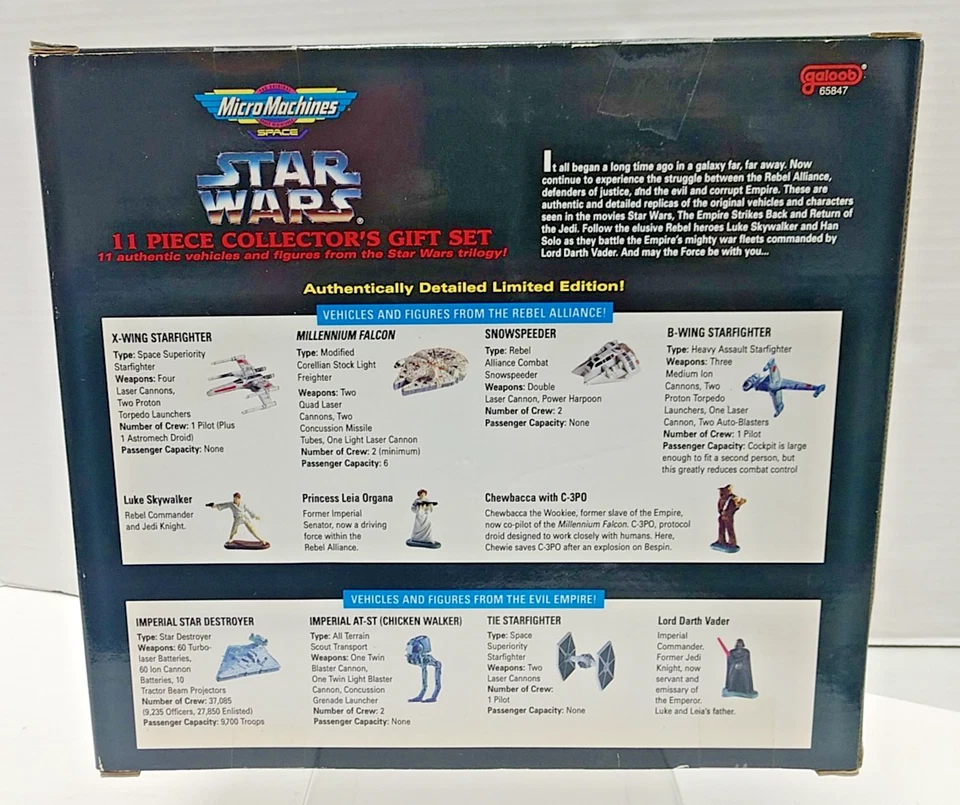 THE ORIGINAL
MicroMachines
SPACE
STAR
WARS®
11 PIECE COLLECTOR'S GIFT SET
11 authentic vehicles and figures from the Star Wars trilogy!
galoob®
65847
It all began a long time ago in a galaxy far, far away. Now
continue to experience the struggle between the Rebel Alliance,
defenders of justice, and the evil and corrupt Empire. These are
authentic and detailed replicas of the original vehicles and characters
seen in the movies Star Wars, The Empire Strikes Back and Return of
the Jedi. Follow the elusive Rebel heroes Luke Skywalker and Han
Solo as they battle the Empire's mighty war fleets commanded by
Lord Darth Vader. And may the Force be with you...
Authentically Detailed Limited Edition!
VEHICLES AND FIGURES FROM THE REBEL ALLIANCE!
X-WING STARFIGHTER
Type: Space Superiority
Starfighter
Weapons: Four
Laser Cannons,
Two Proton
Torpedo Launchers
Number of Crew: 1 Pilot (Plus
1 Astromech Droid)
Passenger Capacity: None
MILLENNIUM FALCON
Type: Modified
Corellian Stock Light
Freighter
Weapons: Two
Quad Laser
Cannons, Two
Concussion Missile
Tubes, One Light Laser Cannon
Number of Crew: 2 (minimum)
Passenger Capacity: 6
SNOWSPEEDER
Type: Rebel
Alliance Combat
Snowspeeder
Weapons: Double
Laser Cannon, Power Harpoon
Number of Crew: 2
Passenger Capacity: None
B-WING STARFIGHTER
Type: Heavy Assault Starfighter
Weapons: Three
Medium Ion
Cannons, Two
Proton Torpedo
Launchers, One Laser
Cannon, Two Auto-Blasters
Number of Crew: 1 Pilot
Passenger Capacity: Cockpit is large
enough to fit a second person, but
this greatly reduces combat control
Luke Skywalker
Rebel Commander
and Jedi Knight.
Princess Leia Organa
Former Imperial
Senator, now a driving
force within the
Rebel Alliance.
Chewbacca with C-3PO
Chewbacca the Wookiee, former slave of the Empire,
now co-pilot of the Millennium Falcon. C-3PO, protocol
droid designed to work closely with humans. Here,
Chewie saves C-3PO after an explosion on Bespin.
VEHICLES AND FIGURES FROM THE EVIL EMPIRE!
IMPERIAL STAR DESTROYER
Type: Star Destroyer
Weapons: 60 Turbo-
laser Batteries,
60 Ion Cannon
Batteries, 10
Tractor Beam Projectors
Number of Crew: 37,085
(9,235 Officers, 27,850 Enlisted)
Passenger Capacity: 9,700 Troops
IMPERIAL AT-ST (CHICKEN WALKER)
Type: All Terrain
Scout Transport
Weapons: One Twin
Blaster Cannon,
One Twin Light Blaster
Cannon, Concussion
Grenade Launcher
Number of Crew: 2
Passenger Capacity: None
TIE STARFIGHTER
Type: Space
Superiority
Starfighter
Weapons: Two
Laser Cannons
Number of Crew:
1 Pilot
Passenger Capacity: None
Lord Darth Vader
Imperial
Commander.
Former Jedi
Knight, now
servant and
emissary of
the Emperor.
Luke and Leia's father.